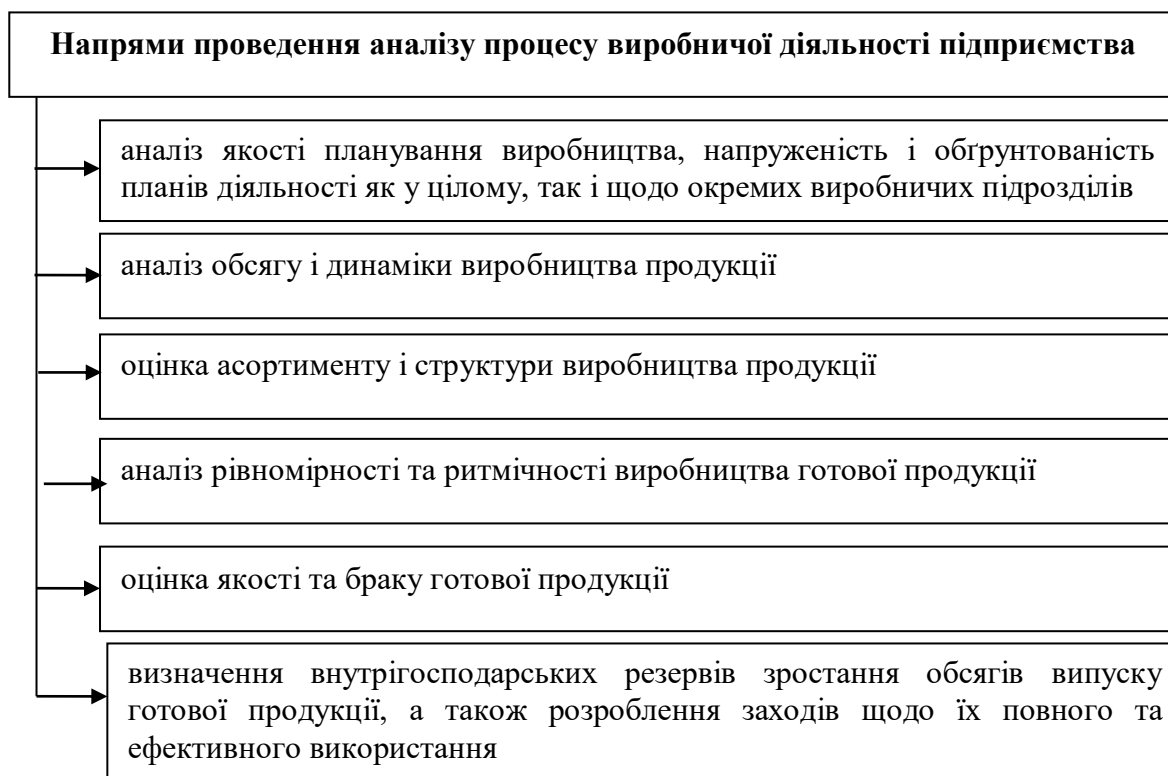 Напрями проведення аналізу процесу виробничої діяльності підприємства
аналіз якості планування виробництва, напруженість і обґрунтованість
планів діяльності як у цілому, так і щодо окремих виробничих підрозділів
аналіз обсягу і динаміки виробництва продукції
оцінка асортименту і структури виробництва продукції
аналіз рівномірності та ритмічності виробництва готової продукції
оцінка якості та браку готової продукції
визначення внутрігосподарських резервів зростання обсягів випуску
готової продукції, а також розроблення заходів щодо їх повного та
ефективного використання